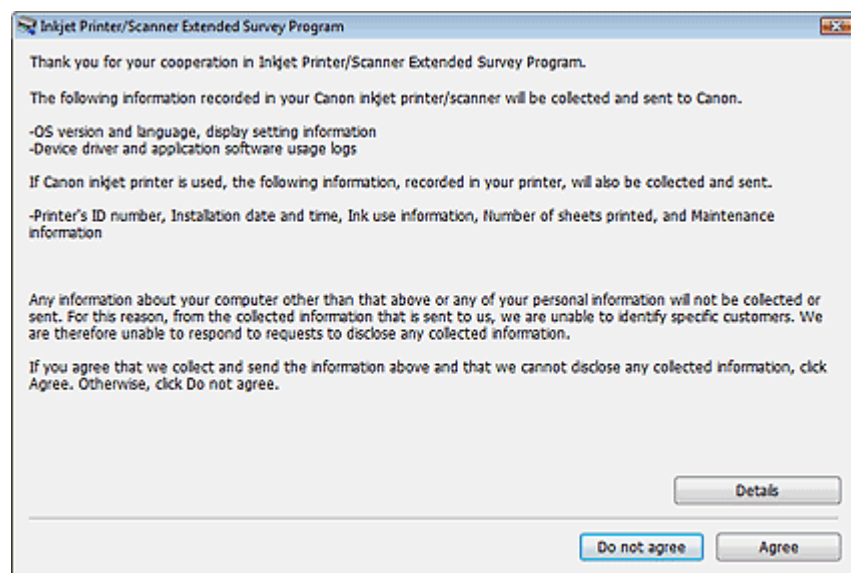 Inkjet Printer/Scanner Extended Survey Program
Thank you for your cooperation in Inkjet Printer/Scanner Extended Survey Program.
The following information recorded in your Canon inkjet printer/scanner will be collected and sent to Canon.
-OS version and language, display setting information
-Device driver and application software usage logs
If Canon inkjet printer is used, the following information, recorded in your printer, will also be collected and sent.
-Printer's ID number, Installation date and time, Ink use information, Number of sheets printed, and Maintenance
information
Any information about your computer other than that above or any of your personal information will not be collected or
sent. For this reason, from the collected information that is sent to us, we are unable to identify specific customers. We
are therefore unable to respond to requests to disclose any collected information.
If you agree that we collect and send the information above and that we cannot disclose any collected information, click
Agree. Otherwise, click Do not agree.
Details
Do not agree
Agree